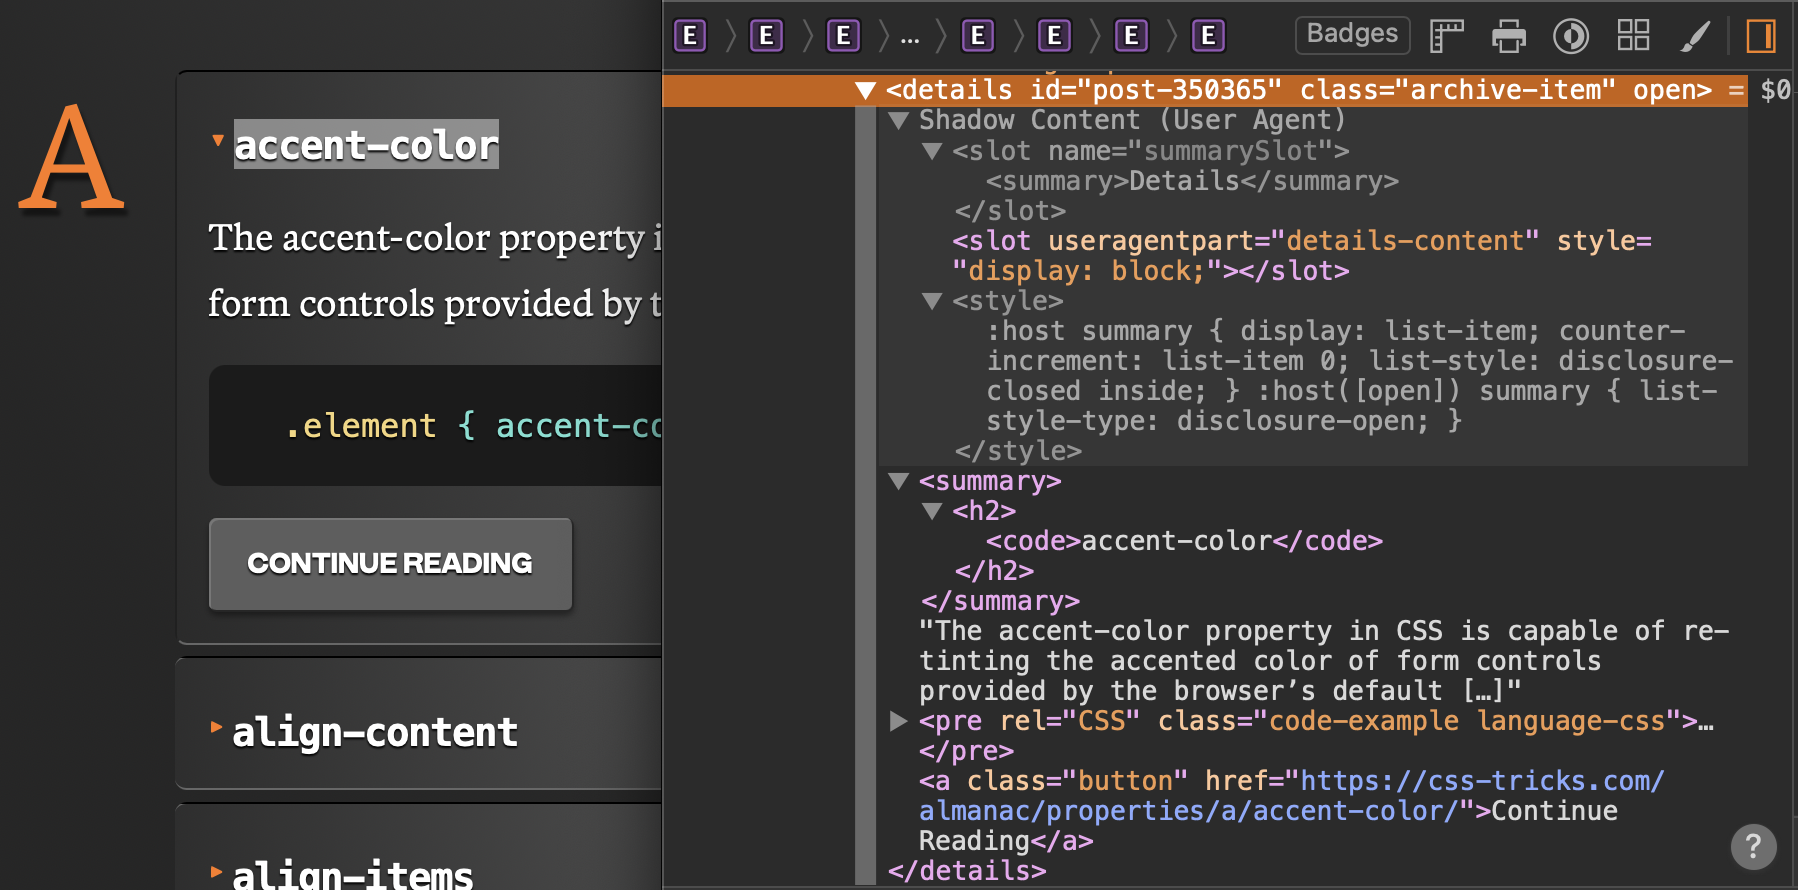 A
accent-color
The accent-color property i
form controls provided by t
.element { accent-co
CONTINUE READING
align-content
align-items
E E E ... E E E E
Badges
<details id="post-350365" class="archive-item" open> = $0
Shadow Content (User Agent)
<slot name="summarySlot">
<summary>Details</summary>
</slot>
<slot useragentpart="details-content" style=
"display: block;"></slot>
<style>
:host summary { display: list-item; counter-
increment: list-item 0; list-style: disclosure-
closed inside; } :host([open]) summary { list-
style-type: disclosure-open; }
</style>
<summary>
<h2>
<code>accent-color</code>
</h2>
</summary>
"The accent-color property in CSS is capable of re-
tinting the accented color of form controls
provided by the browser’s default […]"
<pre rel="CSS" class="code-example language-css">…
</pre>
<a class="button" href="https://css-tricks.com/
almanac/properties/a/accent-color/">Continue
Reading</a>
</details>
?